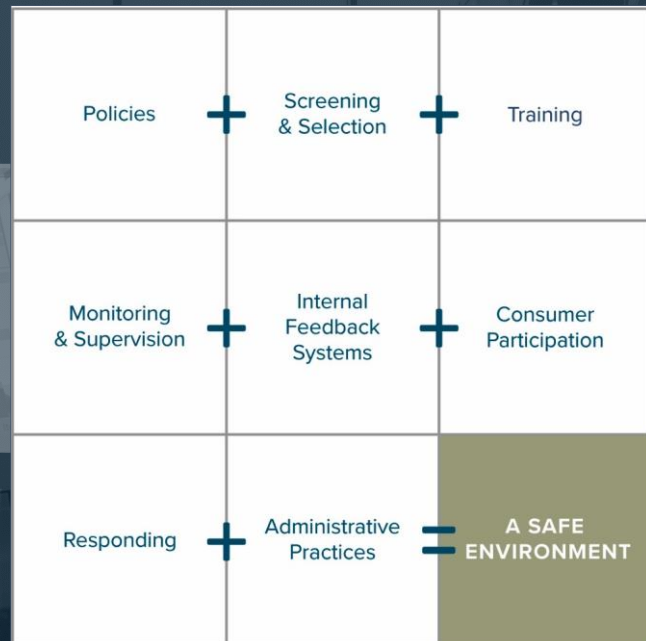 Policies
+
Screening
& Selection
+
Training
Monitoring
& Supervision
+
Internal
Feedback
Systems
+
Consumer
Participation
Responding
+
Administrative
Practices
=
A SAFE
ENVIRONMENT